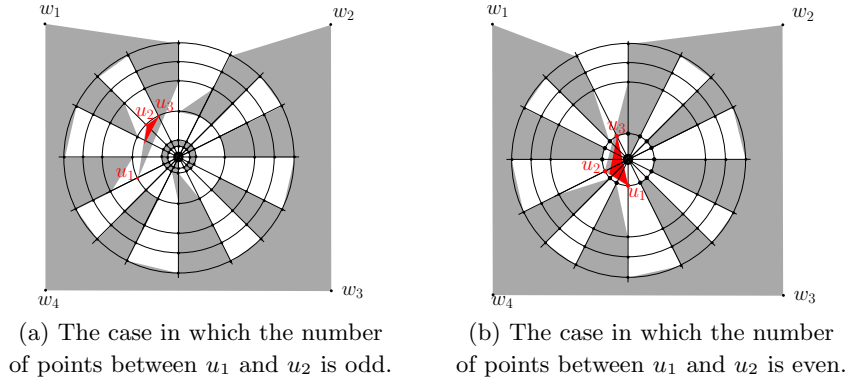 w1 w2 w1 w2
u2 u3 u3
u1 u2 u1
w4 w3 w4 w3
(a) The case in which the number (b) The case in which the number
of points between u1 and u2 is odd. of points between u1 and u2 is even.